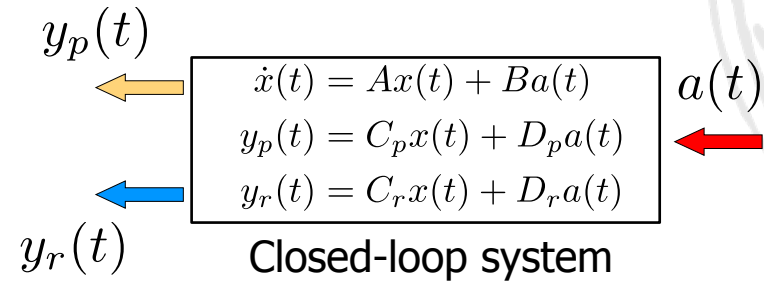 y_p(t)
ẋ(t) = Ax(t) + Ba(t)
a(t)
y_p(t) = C_p x(t) + D_p a(t)
y_r(t) = C_r x(t) + D_r a(t)
y_r(t)
Closed-loop system